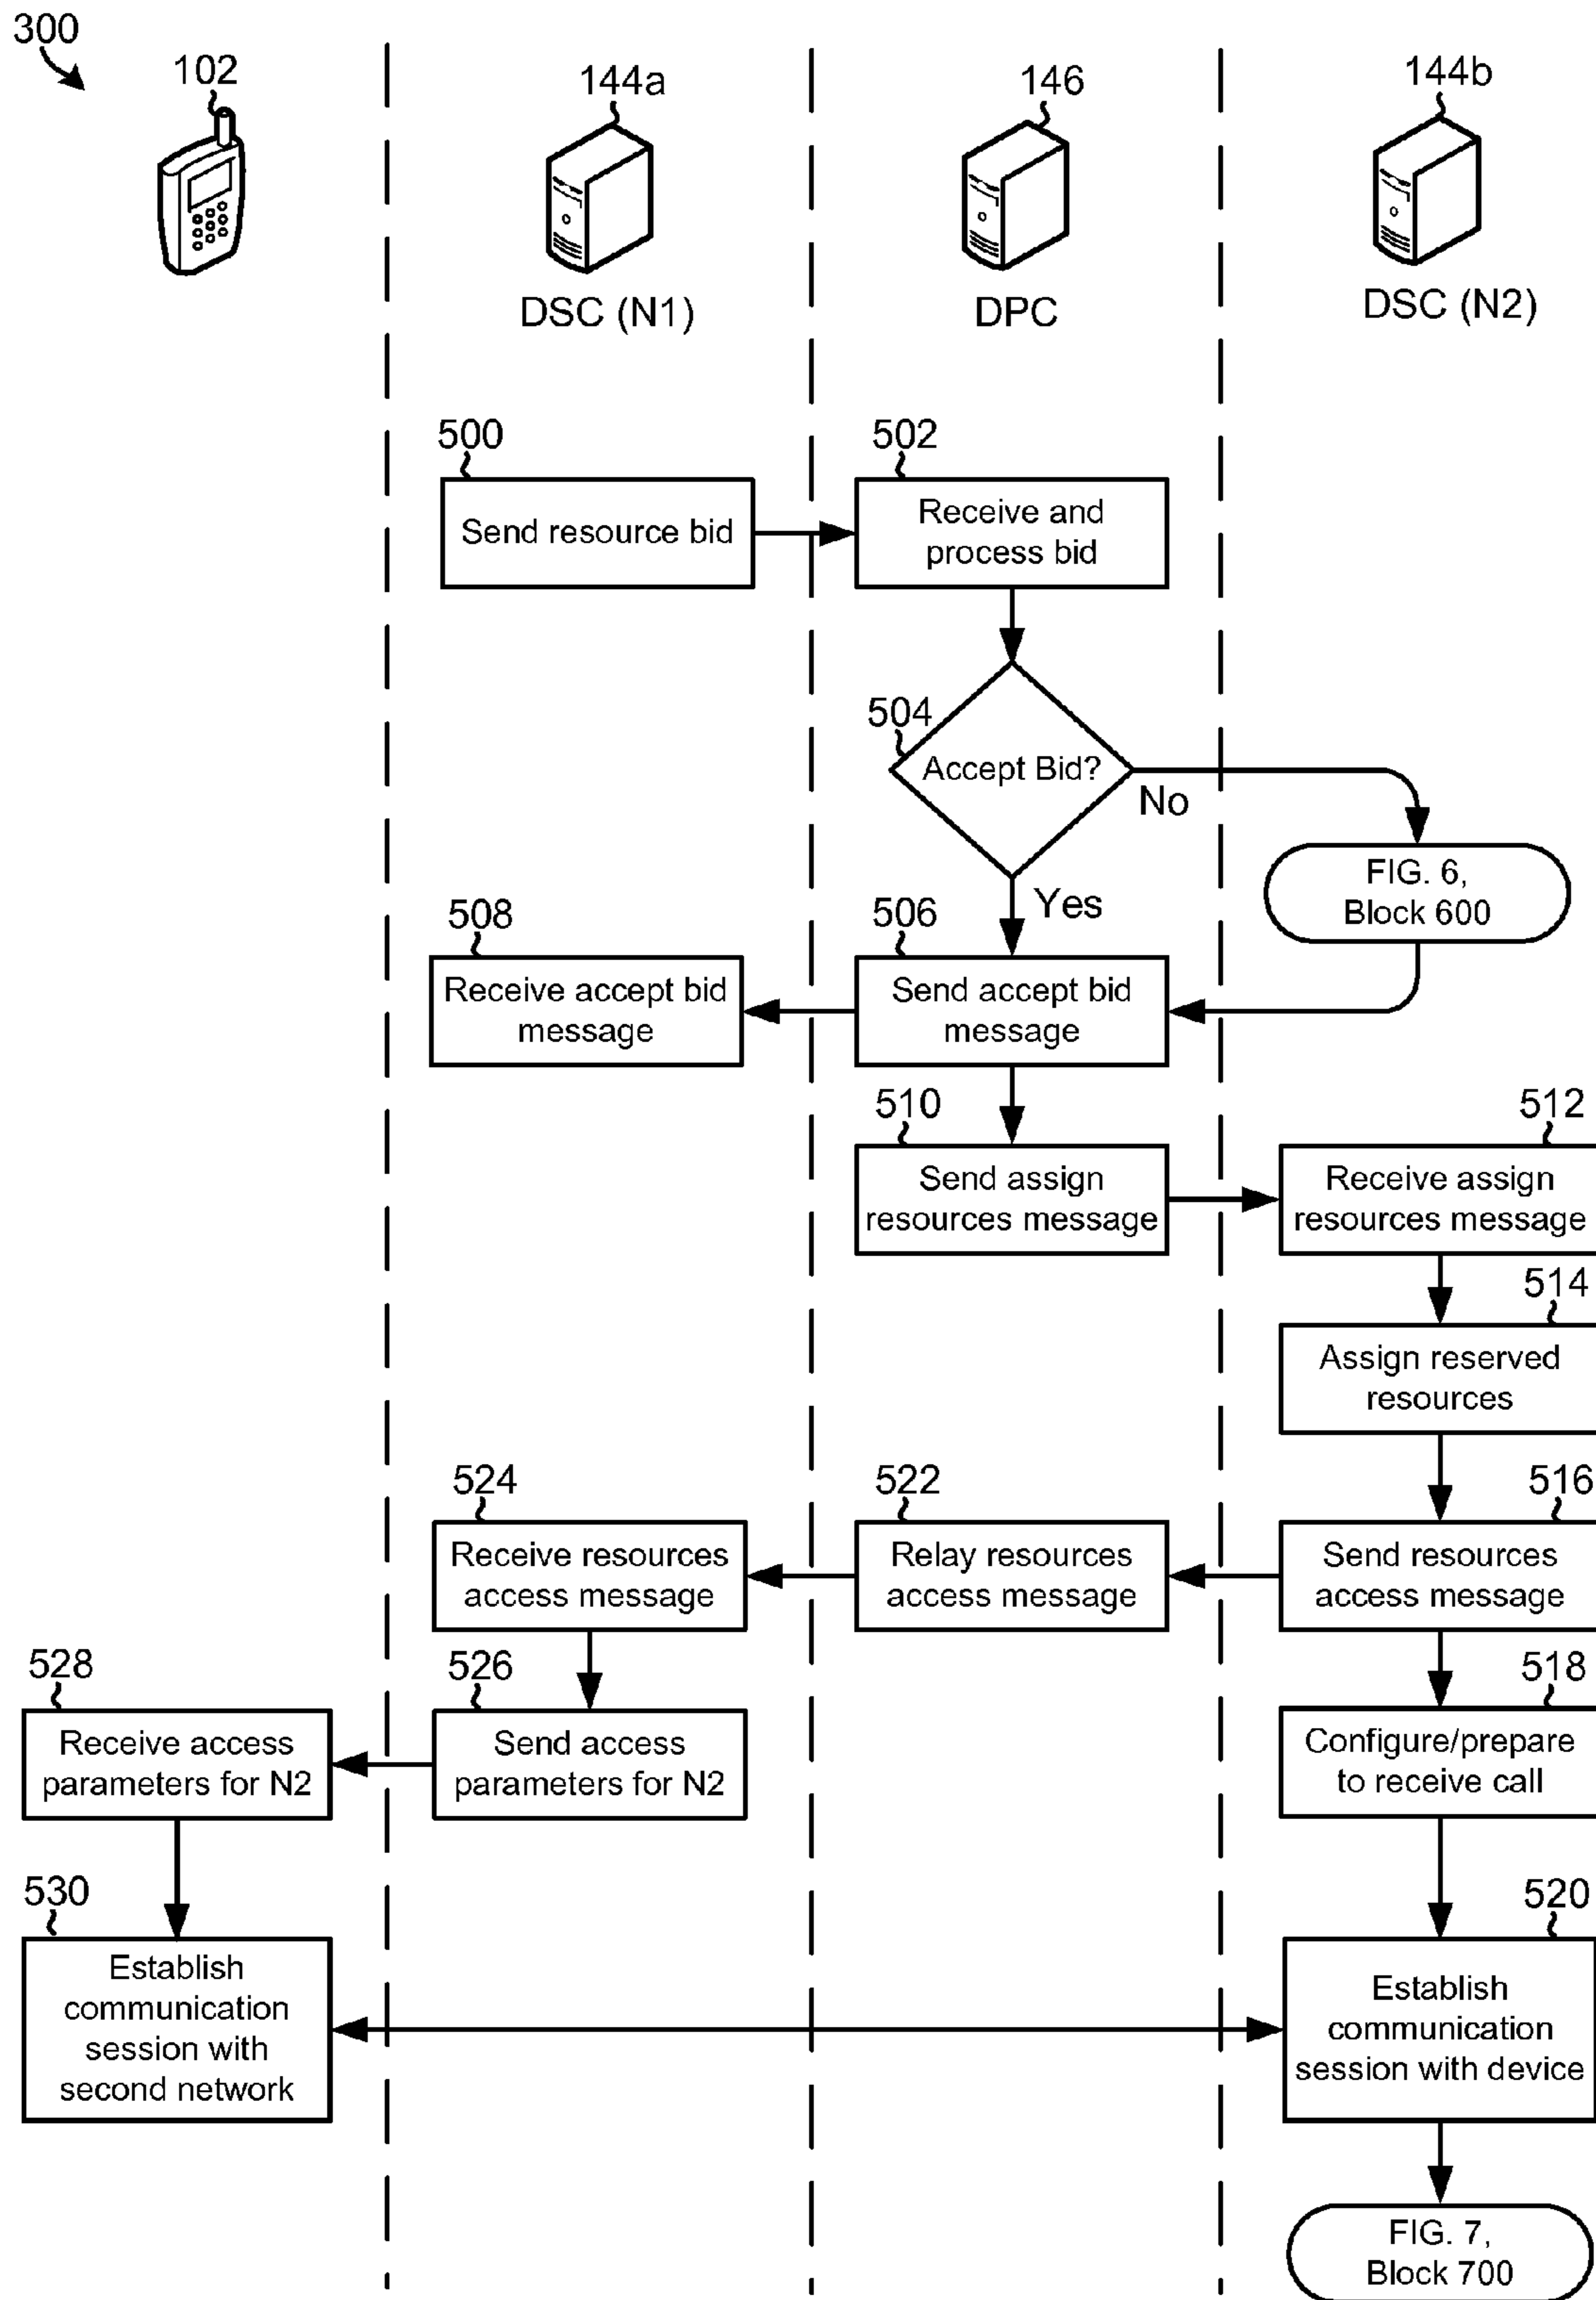 300
102
144a
146
144b
DSC (N1)
DPC
DSC (N2)
500
502
Send resource bid
Receive and
process bid
504
Accept Bid?
No
FIG. 6,
Block 600
Yes
508
506
Receive accept bid
message
Send accept bid
message
510
512
Send assign
resources message
Receive assign
resources message
514
Assign reserved
resources
524
522
516
Receive resources
access message
Relay resources
access message
Send resources
access message
528
526
518
Receive access
parameters for N2
Send access
parameters for N2
Configure/prepare
to receive call
530
520
Establish
communication
session with
second network
Establish
communication
session with device
FIG. 7,
Block 700